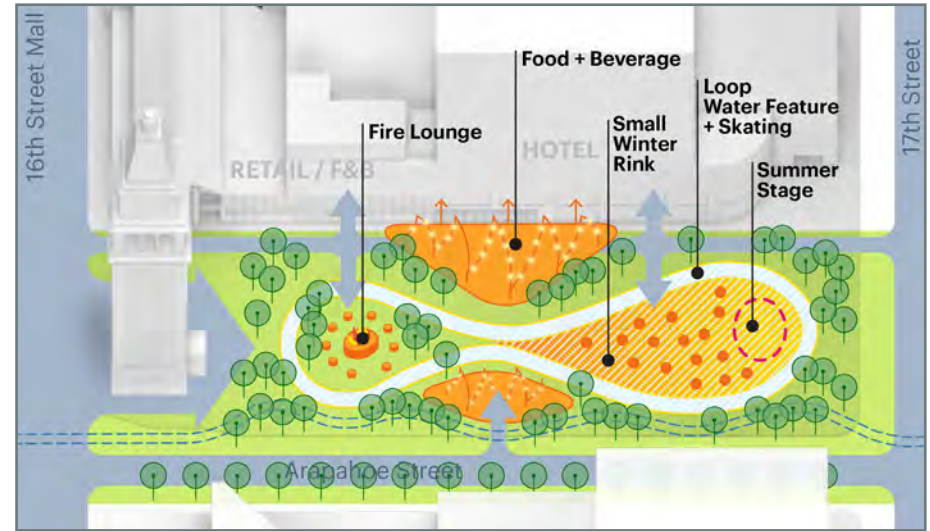 16th Street Mall
Food + Beverage
Loop
Water Feature
+ Skating
Fire Lounge
Small
Winter
Rink
17th Street
RETAIL / F&B
HOTEL
Summer
Stage
Arapahoe Street